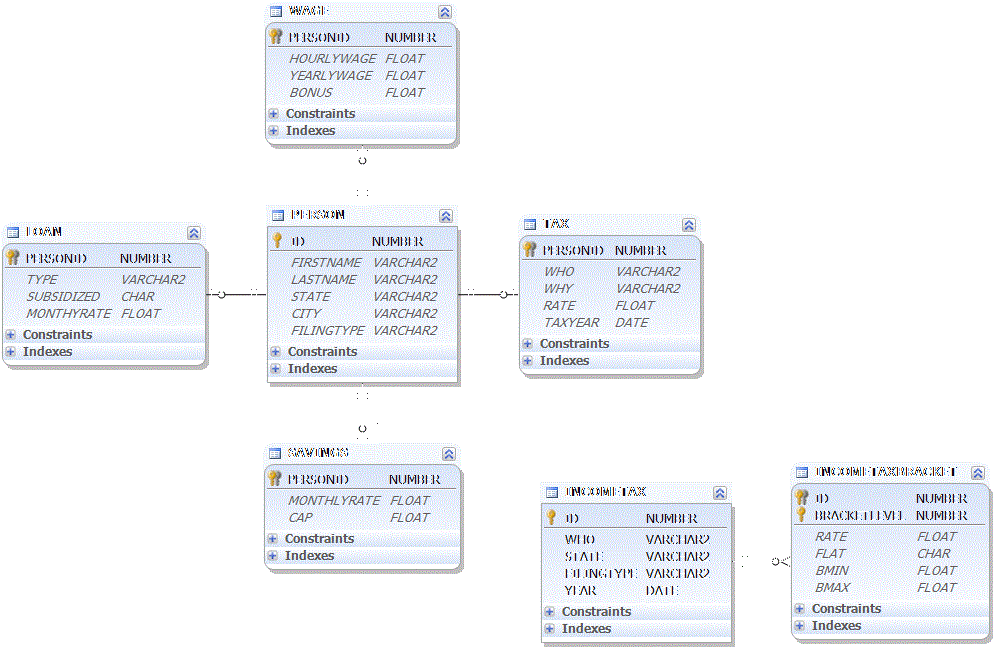 WAGE
PERSONID NUMBER
HOURLYWAGE FLOAT
YEARLYWAGE FLOAT
BONUS FLOAT
Constraints
Indexes
LOAN
PERSONID NUMBER
TYPE VARCHAR2
SUBSIDIZED CHAR
MONTHYRATE FLOAT
Constraints
Indexes
PERSON
ID NUMBER
FIRSTNAME VARCHAR2
LASTNAME VARCHAR2
STATE VARCHAR2
CITY VARCHAR2
FILINGTYPE VARCHAR2
Constraints
Indexes
TAX
PERSONID NUMBER
WHO VARCHAR2
WHY VARCHAR2
RATE FLOAT
TAXYEAR DATE
Constraints
Indexes
SAVINGS
PERSONID NUMBER
MONTHLYRATE FLOAT
CAP FLOAT
Constraints
Indexes
INCOMETAX
ID NUMBER
WHO VARCHAR2
STATE VARCHAR2
FILINGTYPE VARCHAR2
YEAR DATE
Constraints
Indexes
INCOMETAXBRACKET
ID NUMBER
BRACKETLEVEL NUMBER
RATE FLOAT
FLAT CHAR
BMIN FLOAT
BMAX FLOAT
Constraints
Indexes